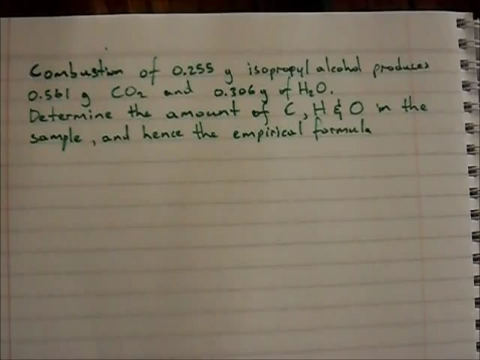 Combustion of 0.255 g isopropyl alcohol produces
0.561 g CO2 and 0.306 g of H2O.
Determine the amount of C, H & O in the
sample, and hence the empirical formula